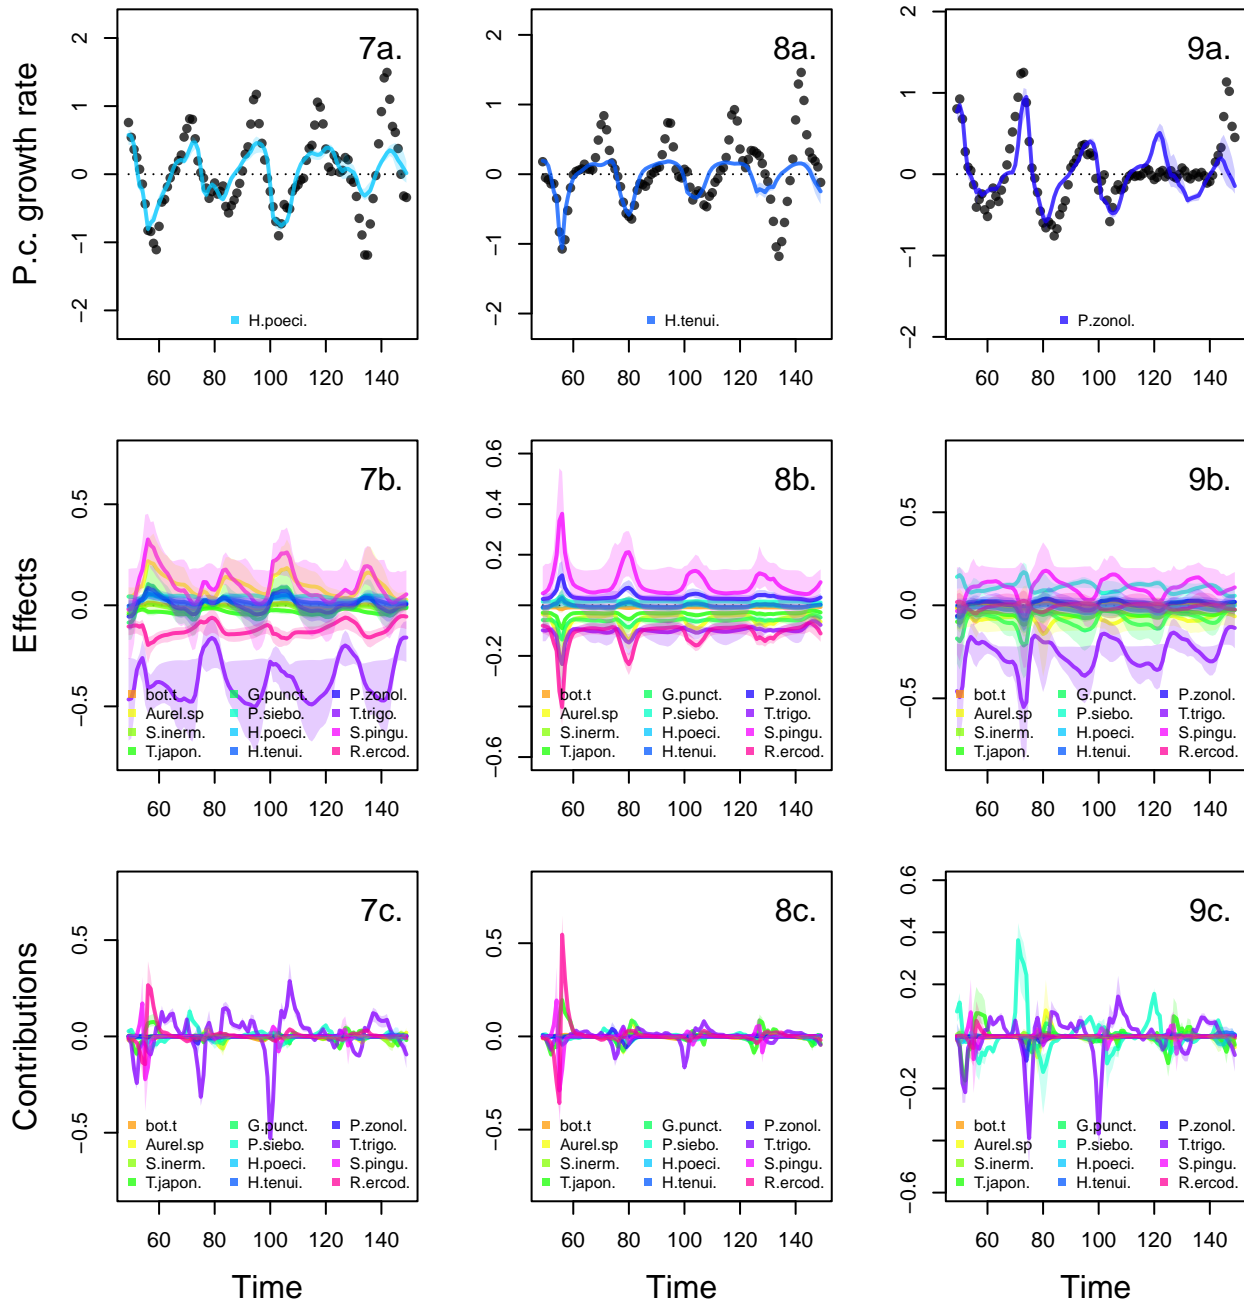 7a.
8a.
9a.
P.c. growth rate
2
1
0
−1
−2
2
1
0
−1
−2
2
1
0
−1
−2
H.poeci.
H.tenui.
P.zonol.
60 80 100 120 140
60 80 100 120 140
60 80 100 120 140
7b.
8b.
9b.
Effects
0.5
0.0
−0.5
0.6
0.4
0.2
−0.2
−0.6
0.5
0.0
−0.5
bot.t G.punct. P.zonol.
Aurel.sp P.siebo. T.trigo.
S.inerm. H.poeci. S.pingu.
T.japon. H.tenui. R.ercod.
bot.t G.punct. P.zonol.
Aurel.sp P.siebo. T.trigo.
S.inerm. H.poeci. S.pingu.
T.japon. H.tenui. R.ercod.
bot.t G.punct. P.zonol.
Aurel.sp P.siebo. T.trigo.
S.inerm. H.poeci. S.pingu.
T.japon. H.tenui. R.ercod.
60 80 100 120 140
60 80 100 120 140
60 80 100 120 140
7c.
8c.
9c.
Contributions
0.5
0.0
−0.5
0.5
0.0
−0.5
0.6
0.4
0.2
0.0
−0.2
−0.6
bot.t G.punct. P.zonol.
Aurel.sp P.siebo. T.trigo.
S.inerm. H.poeci. S.pingu.
T.japon. H.tenui. R.ercod.
bot.t G.punct. P.zonol.
Aurel.sp P.siebo. T.trigo.
S.inerm. H.poeci. S.pingu.
T.japon. H.tenui. R.ercod.
bot.t G.punct. P.zonol.
Aurel.sp P.siebo. T.trigo.
S.inerm. H.poeci. S.pingu.
T.japon. H.tenui. R.ercod.
60 80 100 120 140
60 80 100 120 140
60 80 100 120 140
Time
Time
Time